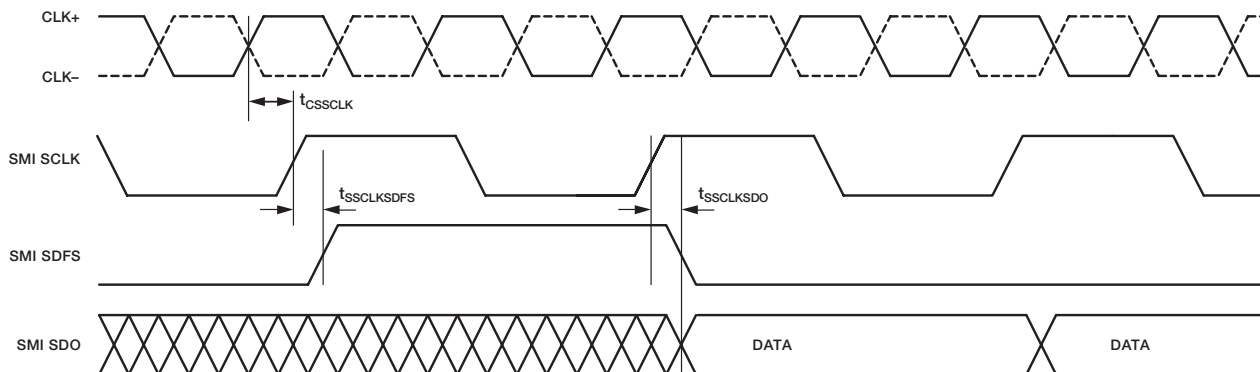 CLK+
CLK–
tCSSCLK
SMI SCLK
tSSCLKSDFS
tSSCLKSDO
SMI SDFS
SMI SDO
DATA
DATA